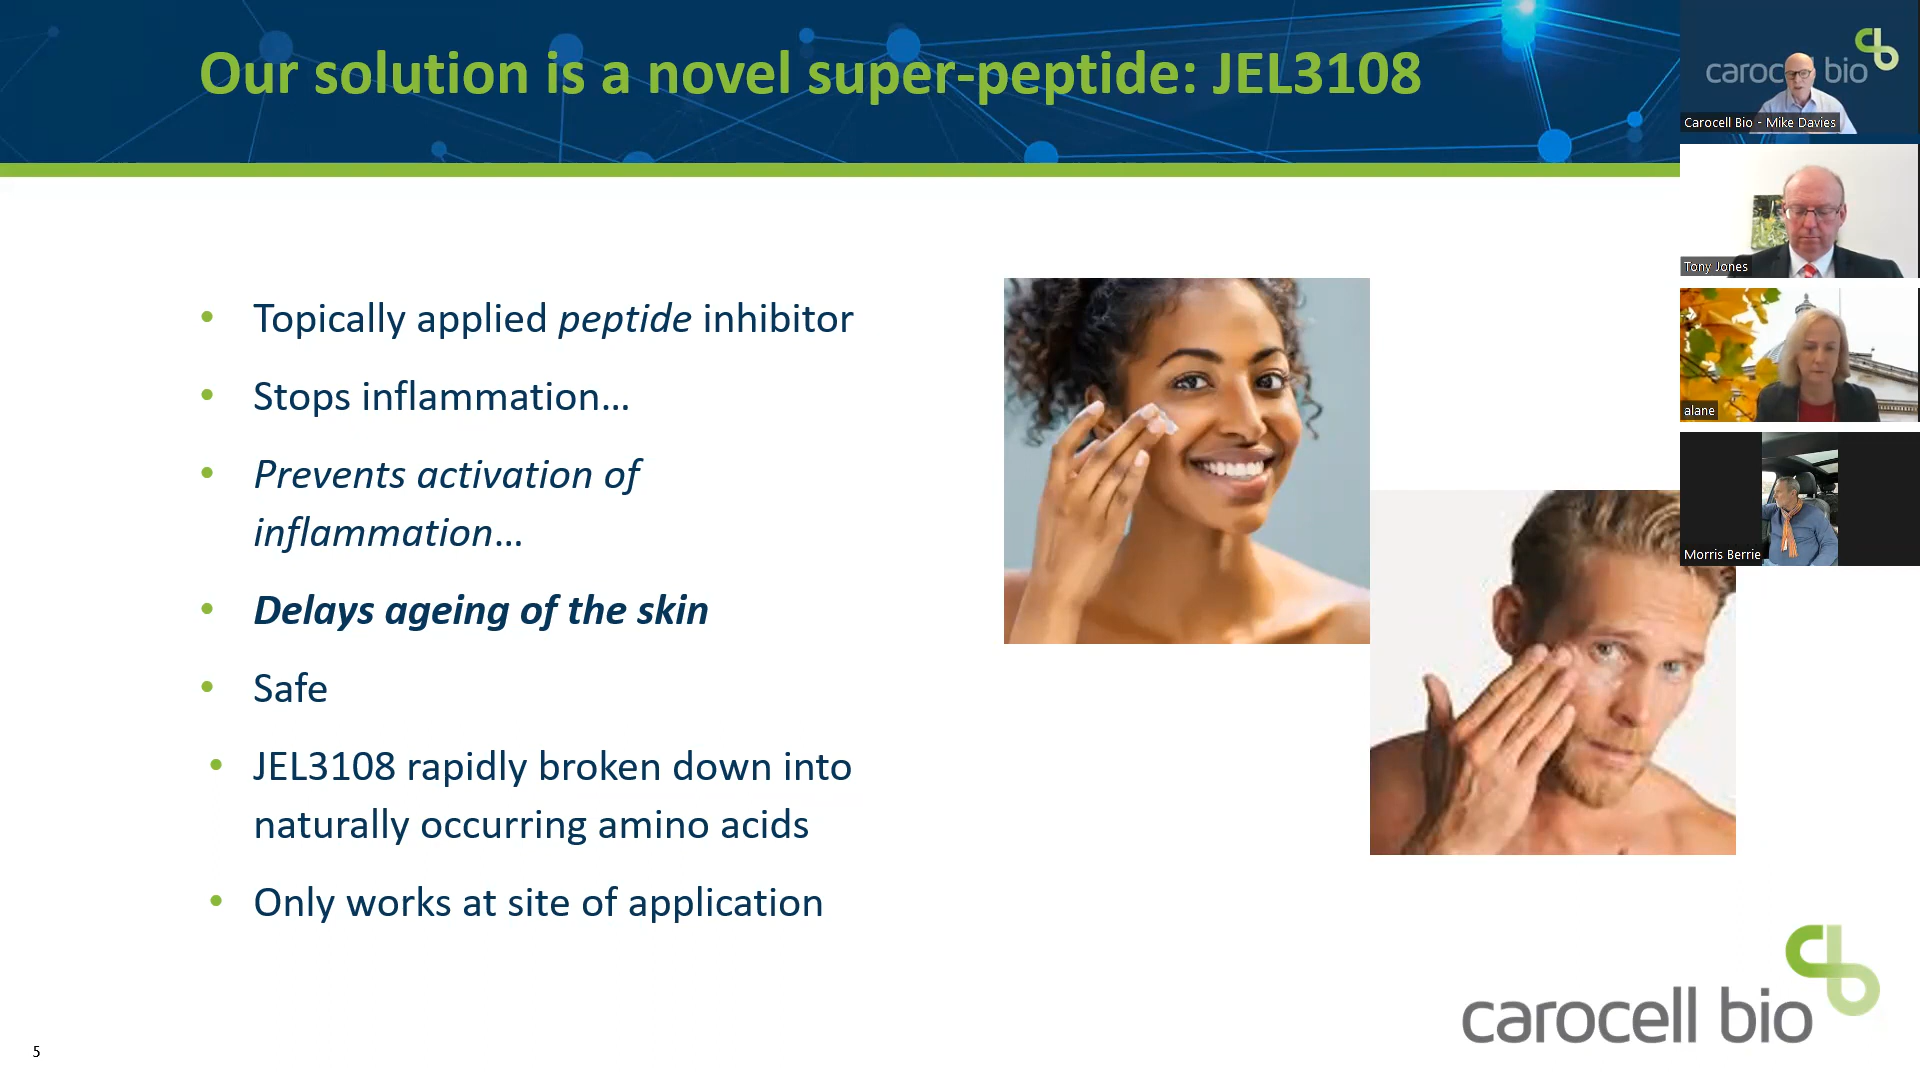 Our solution is a novel super-peptide: JEL3108
• Topically applied peptide inhibitor
• Stops inflammation...
• Prevents activation of
inflammation...
• Delays ageing of the skin
• Safe
• JEL3108 rapidly broken down into
naturally occurring amino acids
• Only works at site of application
carocell bio
5
caroc bio
Carocell Bio - Mike Davies
Tony Jones
alane
Morris Berrie